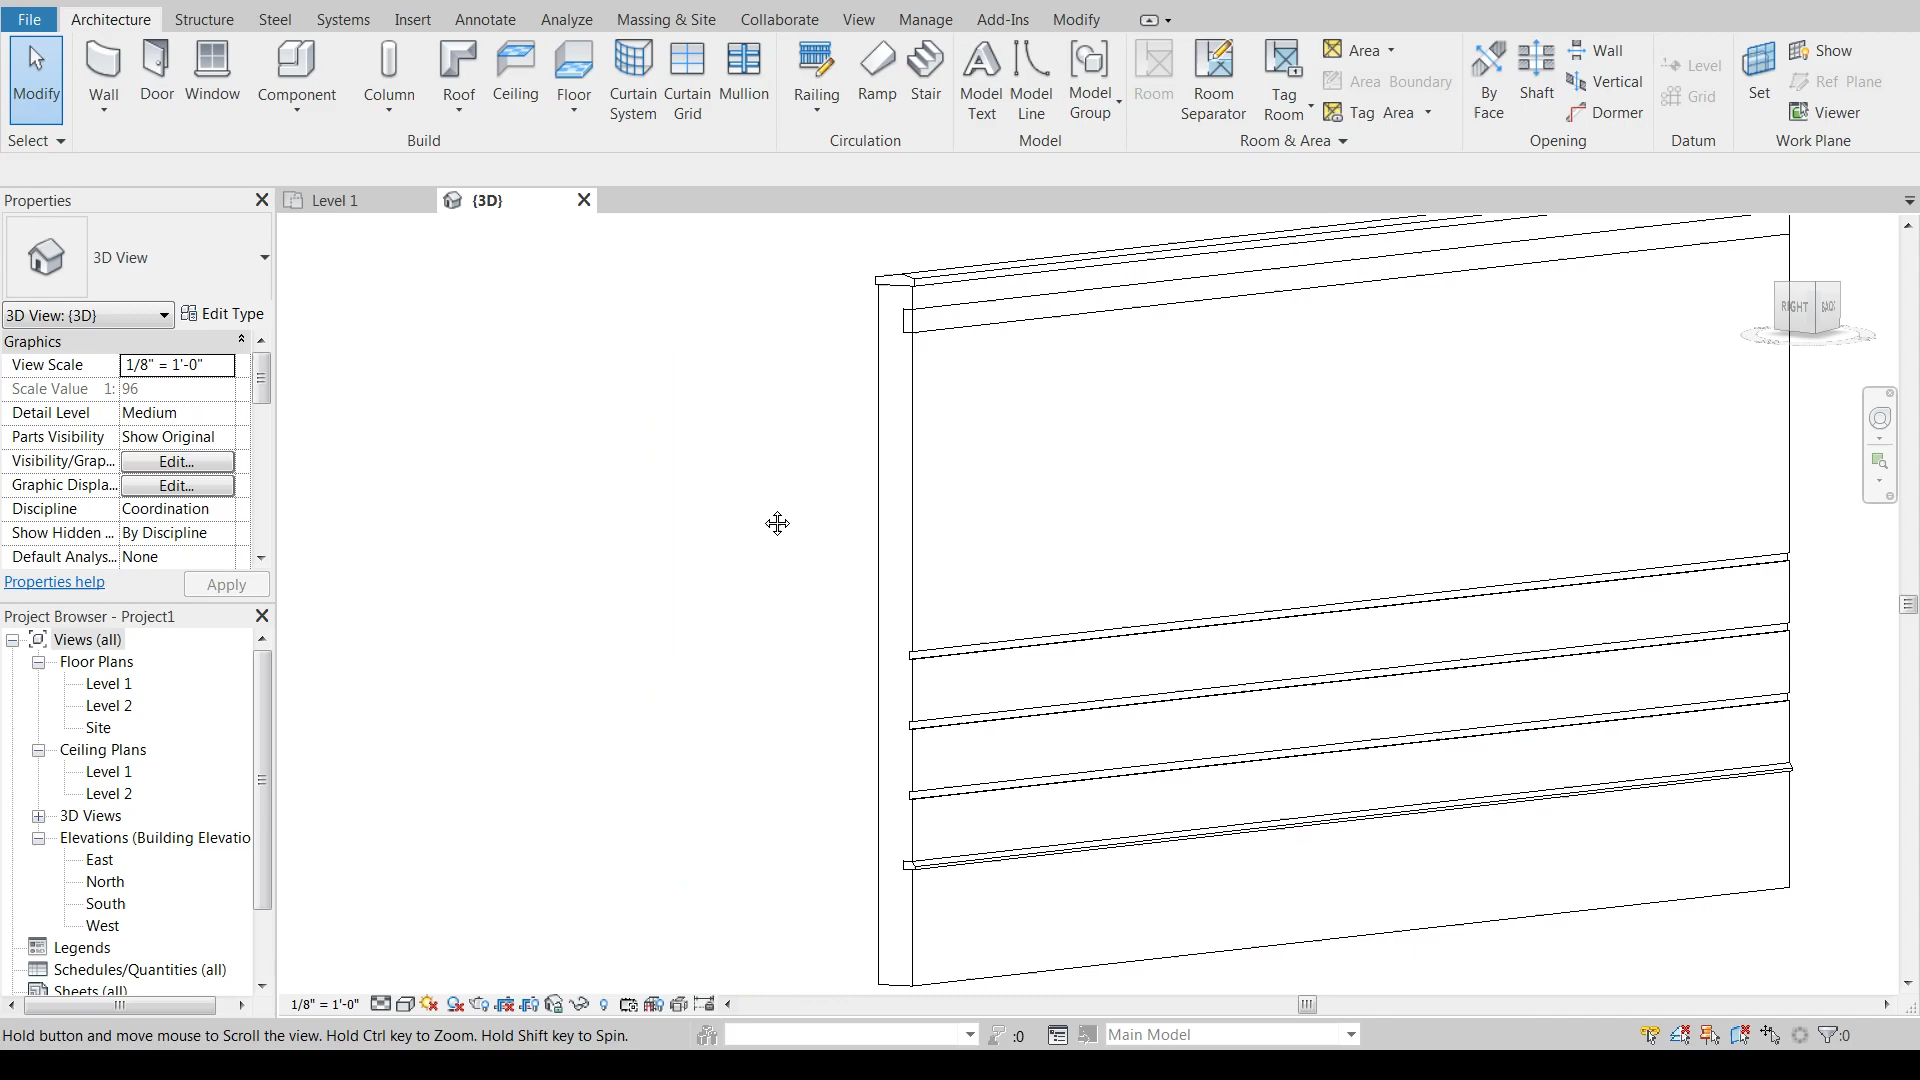 File Architecture Structure Steel Systems Insert Annotate Analyze Massing & Site Collaborate View Manage Add-Ins Modify
Modify
Wall
Door
Window
Component
Column
Roof
Ceiling
Floor
Curtain
System
Curtain
Grid
Mullion
Railing
Ramp
Stair
Model
Text
Model
Line
Model
Group
Room
Room
Separator
Tag
Room
Area
Area Boundary
Tag Area
By
Face
Shaft
Wall
Vertical
Dormer
Level
Grid
Set
Show
Ref Plane
Viewer
Select
Build
Circulation
Model
Room & Area
Opening
Datum
Work Plane
Properties
Level 1
{3D}
3D View
3D View: {3D}
Edit Type
Graphics
View Scale 1/8" = 1'-0"
Scale Value 1: 96
Detail Level Medium
Parts Visibility Show Original
Visibility/Grap... Edit...
Graphic Displa... Edit...
Discipline Coordination
Show Hidden ... By Discipline
Default Analys... None
Properties help Apply
Project Browser - Project1
Views (all)
Floor Plans
Level 1
Level 2
Site
Ceiling Plans
Level 1
Level 2
3D Views
Elevations (Building Elevatio
East
North
South
West
Legends
Schedules/Quantities (all)
Sheets (all)
RIGHT BACK
1/8" = 1'-0"
Hold button and move mouse to Scroll the view. Hold Ctrl key to Zoom. Hold Shift key to Spin.
:0
Main Model
:0